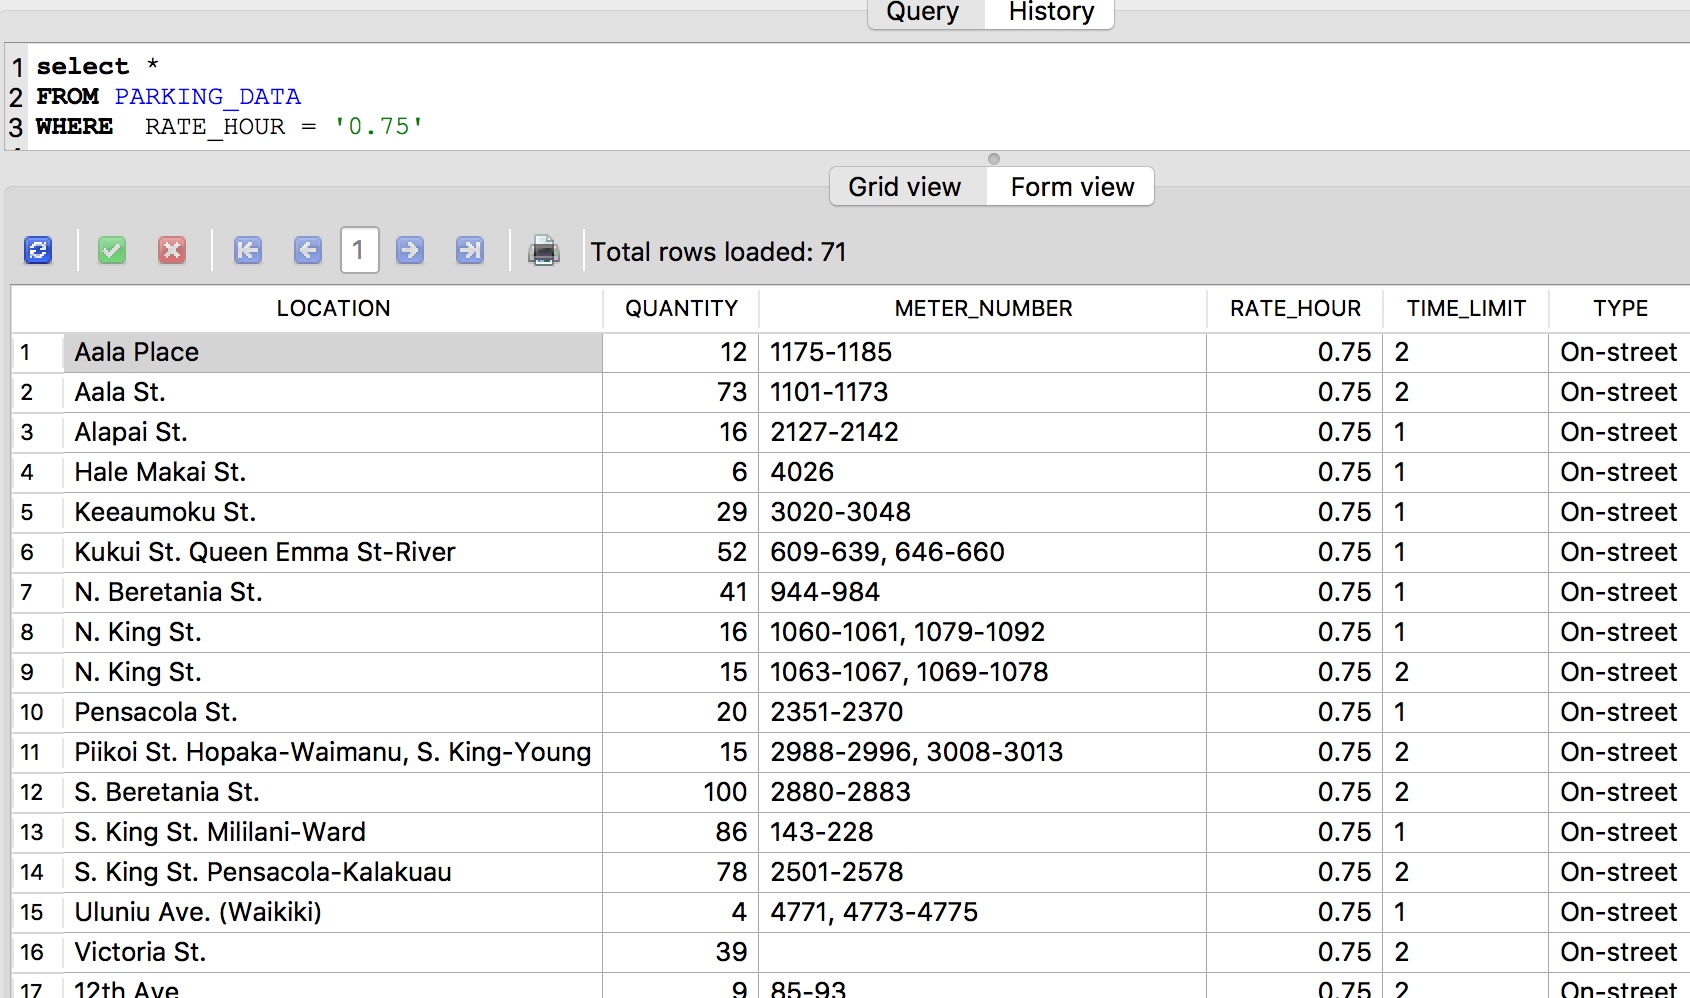 Query History
1 select *
2 FROM PARKING_DATA
3 WHERE RATE_HOUR = '0.75'
Grid view Form view
1 Total rows loaded: 71
LOCATION QUANTITY METER_NUMBER RATE_HOUR TIME_LIMIT TYPE
1 Aala Place 12 1175-1185 0.75 2 On-street
2 Aala St. 73 1101-1173 0.75 2 On-street
3 Alapai St. 16 2127-2142 0.75 1 On-street
4 Hale Makai St. 6 4026 0.75 1 On-street
5 Keeaumoku St. 29 3020-3048 0.75 1 On-street
6 Kukui St. Queen Emma St-River 52 609-639, 646-660 0.75 1 On-street
7 N. Beretania St. 41 944-984 0.75 1 On-street
8 N. King St. 16 1060-1061, 1079-1092 0.75 1 On-street
9 N. King St. 15 1063-1067, 1069-1078 0.75 2 On-street
10 Pensacola St. 20 2351-2370 0.75 1 On-street
11 Piikoi St. Hopaka-Waimanu, S. King-Young 15 2988-2996, 3008-3013 0.75 2 On-street
12 S. Beretania St. 100 2880-2883 0.75 2 On-street
13 S. King St. Mililani-Ward 86 143-228 0.75 1 On-street
14 S. King St. Pensacola-Kalakuau 78 2501-2578 0.75 2 On-street
15 Uluniu Ave. (Waikiki) 4 4771, 4773-4775 0.75 1 On-street
16 Victoria St. 39 0.75 2 On-street
17 12th Ave 9 85-93 0.75 2 On-street